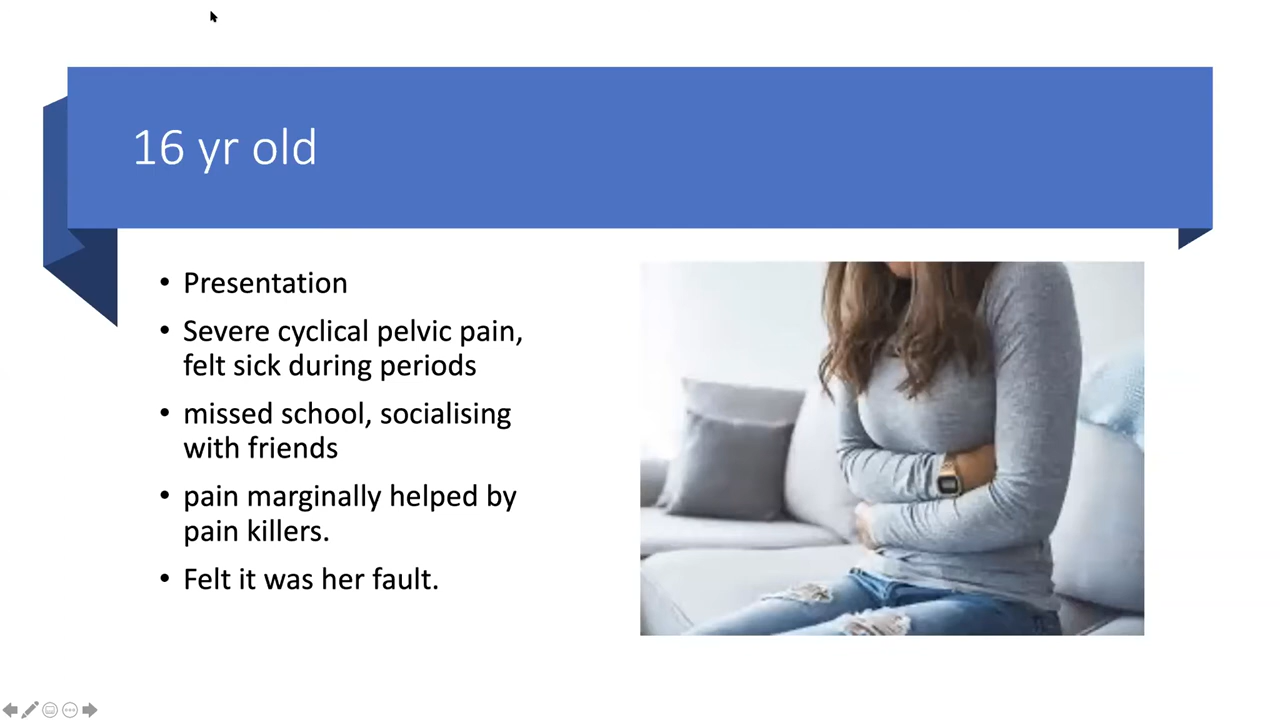 16 yr old
• Presentation
• Severe cyclical pelvic pain,
felt sick during periods
• missed school, socialising
with friends
• pain marginally helped by
pain killers.
• Felt it was her fault.